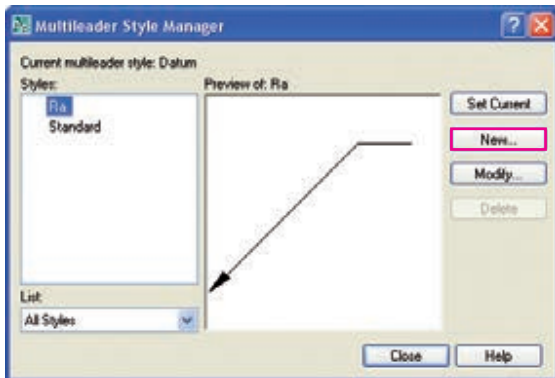 Multileader Style Manager
Current multileader style: Datum
Styles:
Preview of: Ra
Ra
Standard
Set Current
New...
Modify...
Delete
List:
All Styles
Close
Help